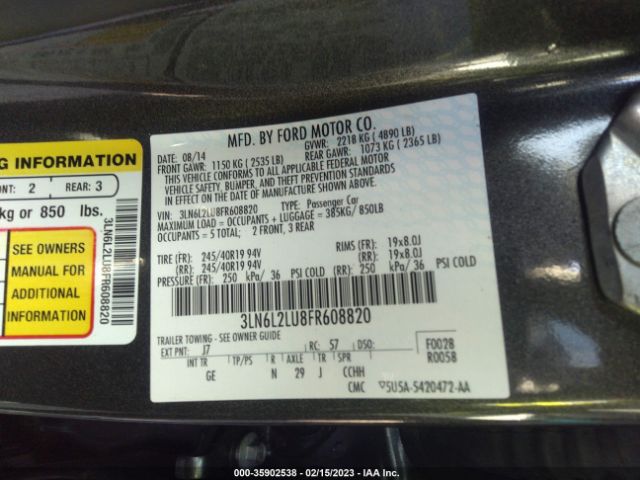 G INFORMATION
NT: 2 REAR: 3
kg or 850 lbs.
SEE OWNERS
MANUAL FOR
ADDITIONAL
INFORMATION
3LN6L2LU8FR608820
MFD. BY FORD MOTOR CO.
DATE: 08/14 GVWR: 2218 KG ( 4890 LB)
FRONT GAWR: 1150 KG ( 2535 LB) REAR GAWR: 1073 KG ( 2365 LB)
THIS VEHICLE CONFORMS TO ALL APPLICABLE FEDERAL MOTOR
VEHICLE SAFETY, BUMPER, AND THEFT PREVENTION STANDARDS
IN EFFECT ON THE DATE OF MANUFACTURE SHOWN ABOVE.
VIN: 3LN6L2LU8FR608820 TYPE: Passenger Car
MAXIMUM LOAD = OCCUPANTS + LUGGAGE = 385KG/ 850LB
OCCUPANTS = 5 TOTAL; 2 FRONT, 3 REAR
TIRE (FR): 245/40R19 94V RIMS (FR): 19x8.0J
(RR): 245/40R19 94V (RR): 19x8.0J
PRESSURE (FR): 250 kPa/ 36 PSI COLD (RR): 250 kPa/ 36 PSI COLD
3LN6L2LU8FR608820
TRAILER TOWING - SEE OWNER GUIDE
EXT PNT: J7 RC: 57 DSO: F0028
R0058
INT TR TP/PS R AXLE TR SPR
GE N 29 J CCHH
CMC 5U5A-5420472-AA
000-35902538 - 02/15/2023 - IAA Inc.